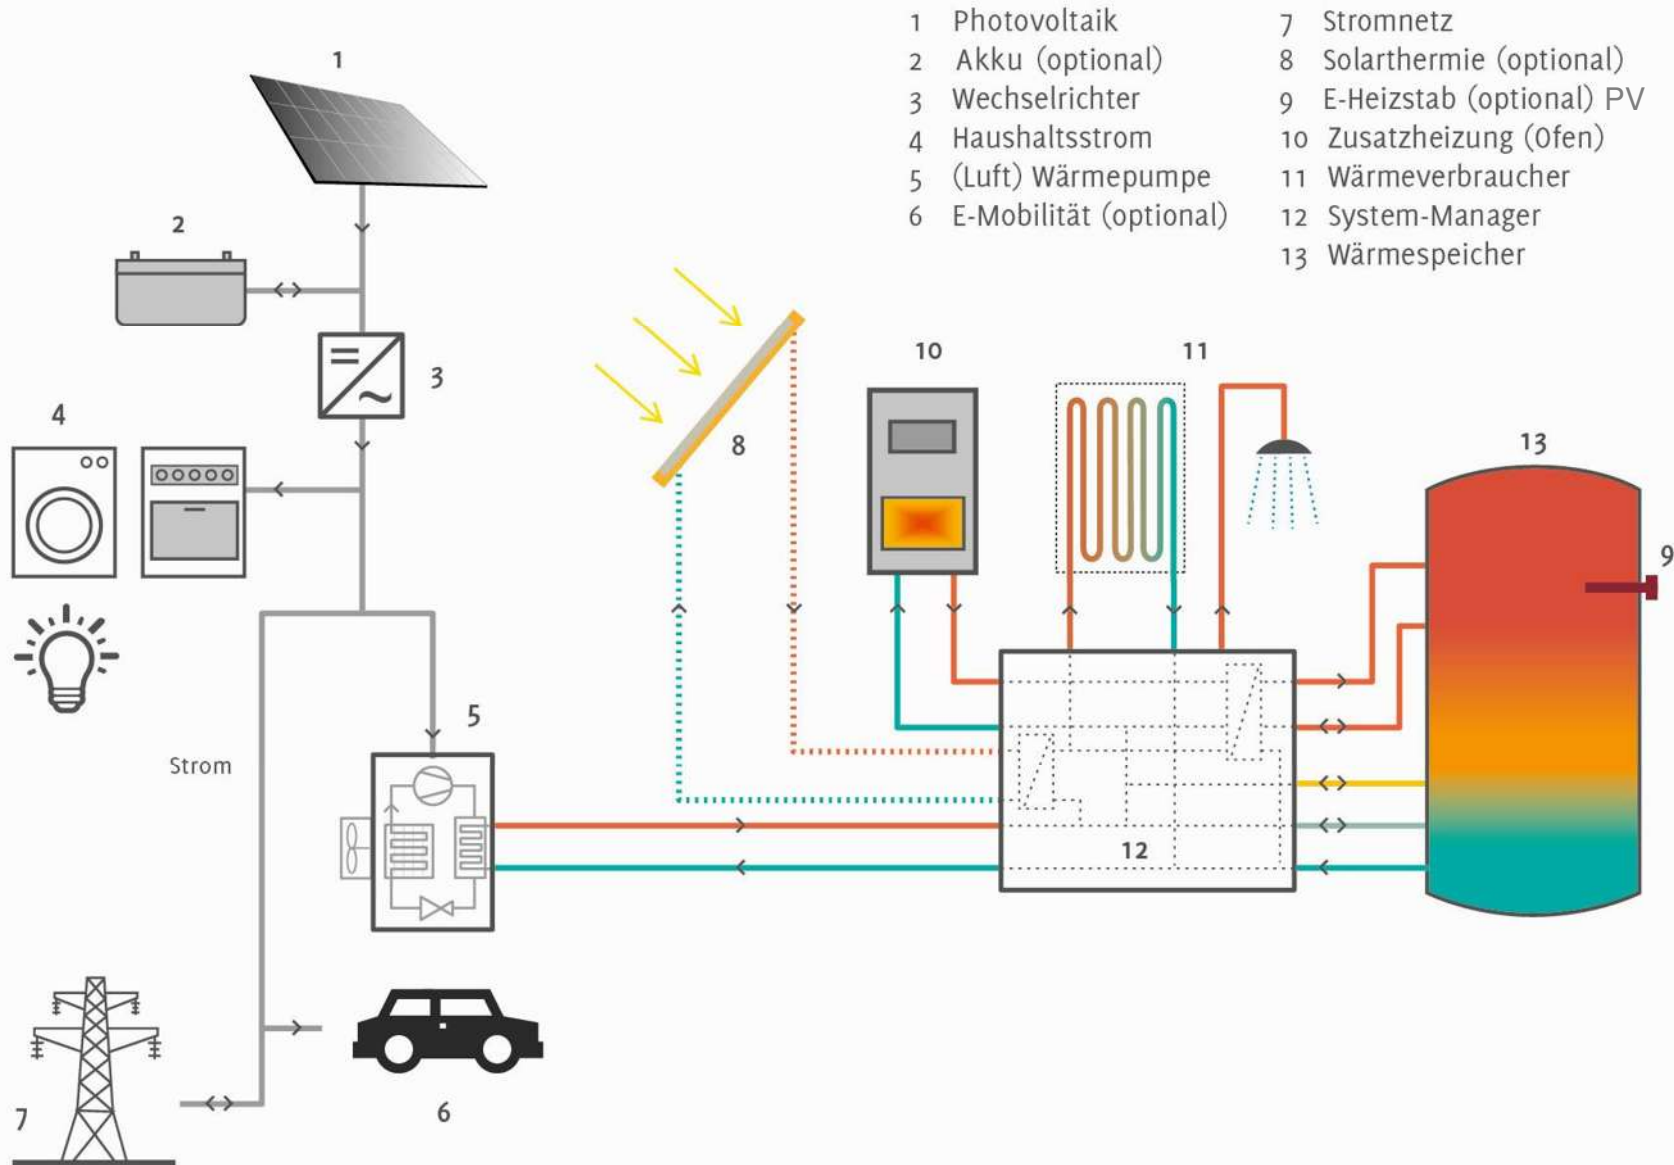 1 Photovoltaik
2 Akku (optional)
3 Wechselrichter
4 Haushaltsstrom
5 (Luft) Wärmepumpe
6 E-Mobilität (optional)
7 Stromnetz
8 Solarthermie (optional)
9 E-Heizstab (optional) PV
10 Zusatzheizung (Ofen)
11 Wärmeverbraucher
12 System-Manager
13 Wärmespeicher
1
2
3
4
10
11
8
13
9
5
Strom
12
7
6